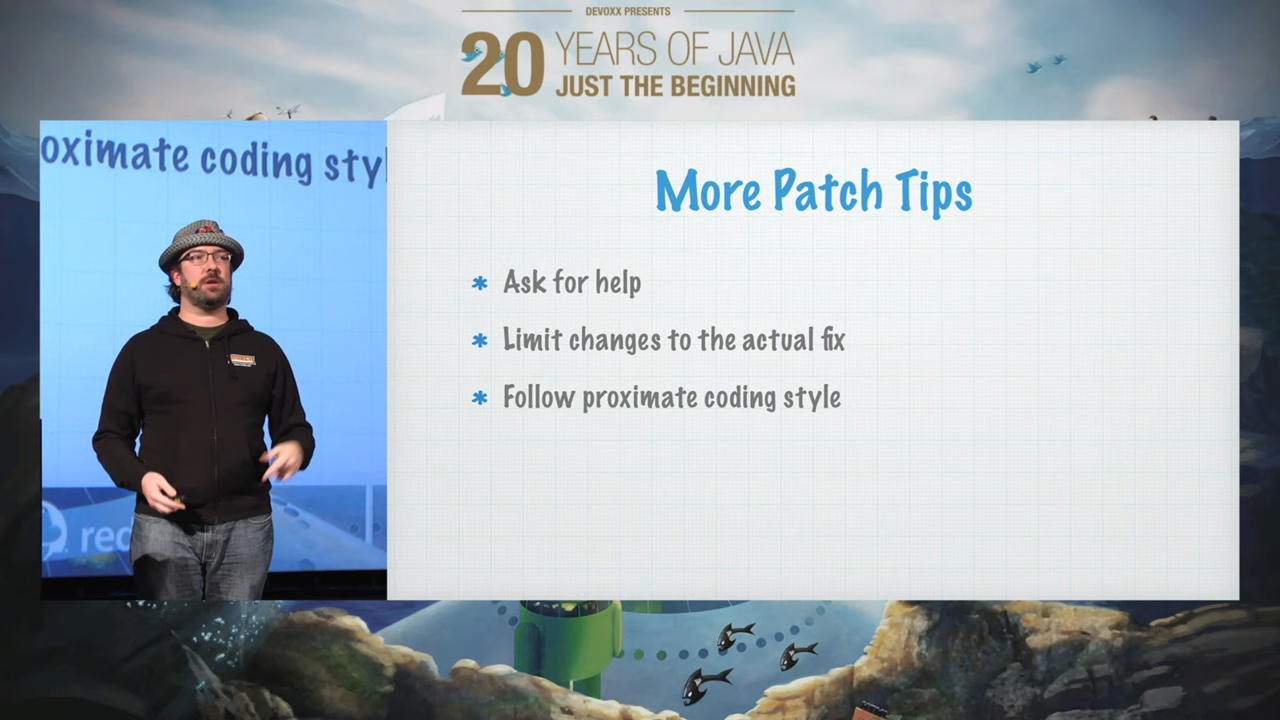 DEVOXX PRESENTS
20 YEARS OF JAVA
JUST THE BEGINNING
oximate coding styl
More Patch Tips
* Ask for help
* Limit changes to the actual fix
* Follow proximate coding style
red